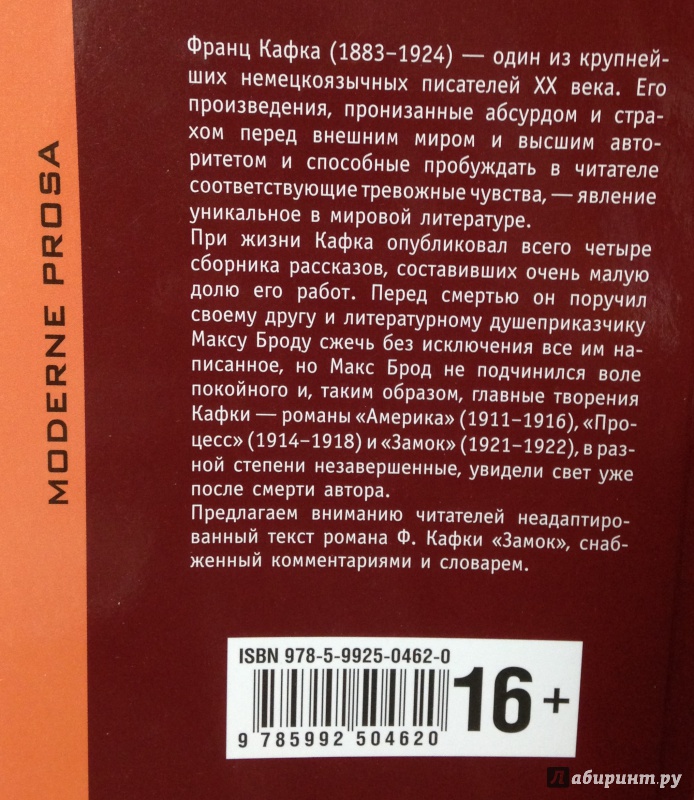 MODERNE PROSA
Франц Кафка (1883–1924) — один из крупней-
ших немецкоязычных писателей XX века. Его
произведения, пронизанные абсурдом и стра-
хом перед внешним миром и высшим авто-
ритетом и способные пробуждать в читателе
соответствующие тревожные чувства, — явление
уникальное в мировой литературе.
При жизни Кафка опубликовал всего четыре
сборника рассказов, составивших очень малую
долю его работ. Перед смертью он поручил
своему другу и литературному душеприказчику
Максу Броду сжечь без исключения все им на-
писанное, но Макс Брод не подчинился воле
покойного и, таким образом, главные творения
Кафки — романы «Америка» (1911–1916), «Про-
цесс» (1914–1918) и «Замок» (1921–1922), в раз-
ной степени незавершенные, увидели свет уже
после смерти автора.
Предлагаем вниманию читателей неадаптиро-
ванный текст романа Ф. Кафки «Замок», снаб-
женный комментариями и словарем.
ISBN 978-5-9925-0462-0
16+
9 785992 504620
Лабиринт.ру